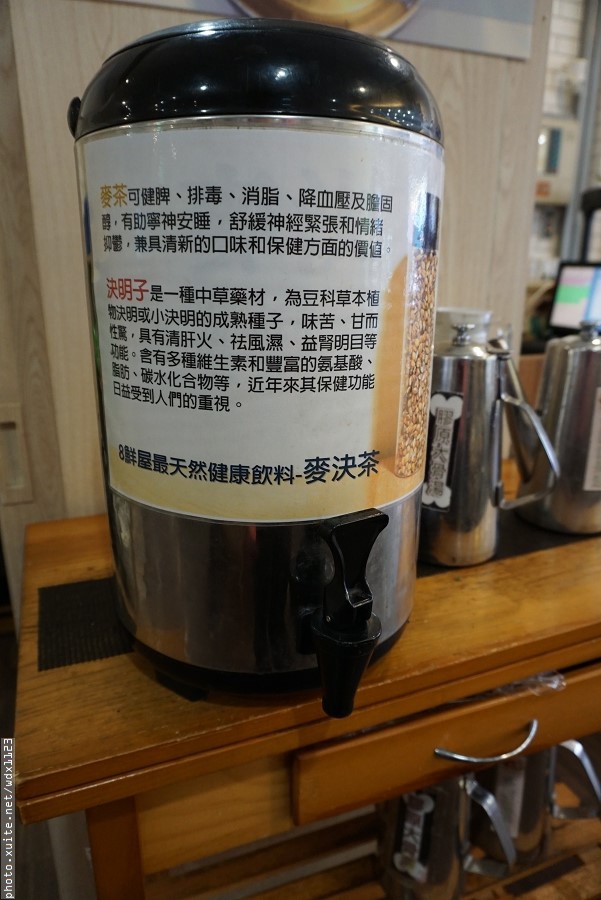 麥茶可健脾、排毒、消脂、降血壓及膽固
醇，有助寧神安睡，舒緩神經緊張和情緒
抑鬱，兼具清新的口味和保健方面的價值。
決明子是一種中草藥材，為豆科草本植
物決明或小決明的成熟種子，味苦、甘而
性寒，具有清肝火、祛風濕、益腎明目等
功能。含有多種維生素和豐富的氨基酸、
脂肪、碳水化合物等，近年來其保健功能
日益受到人們的重視。
8鮮屋最天然健康飲料-麥決茶
photo.xuite.net/wdx1123